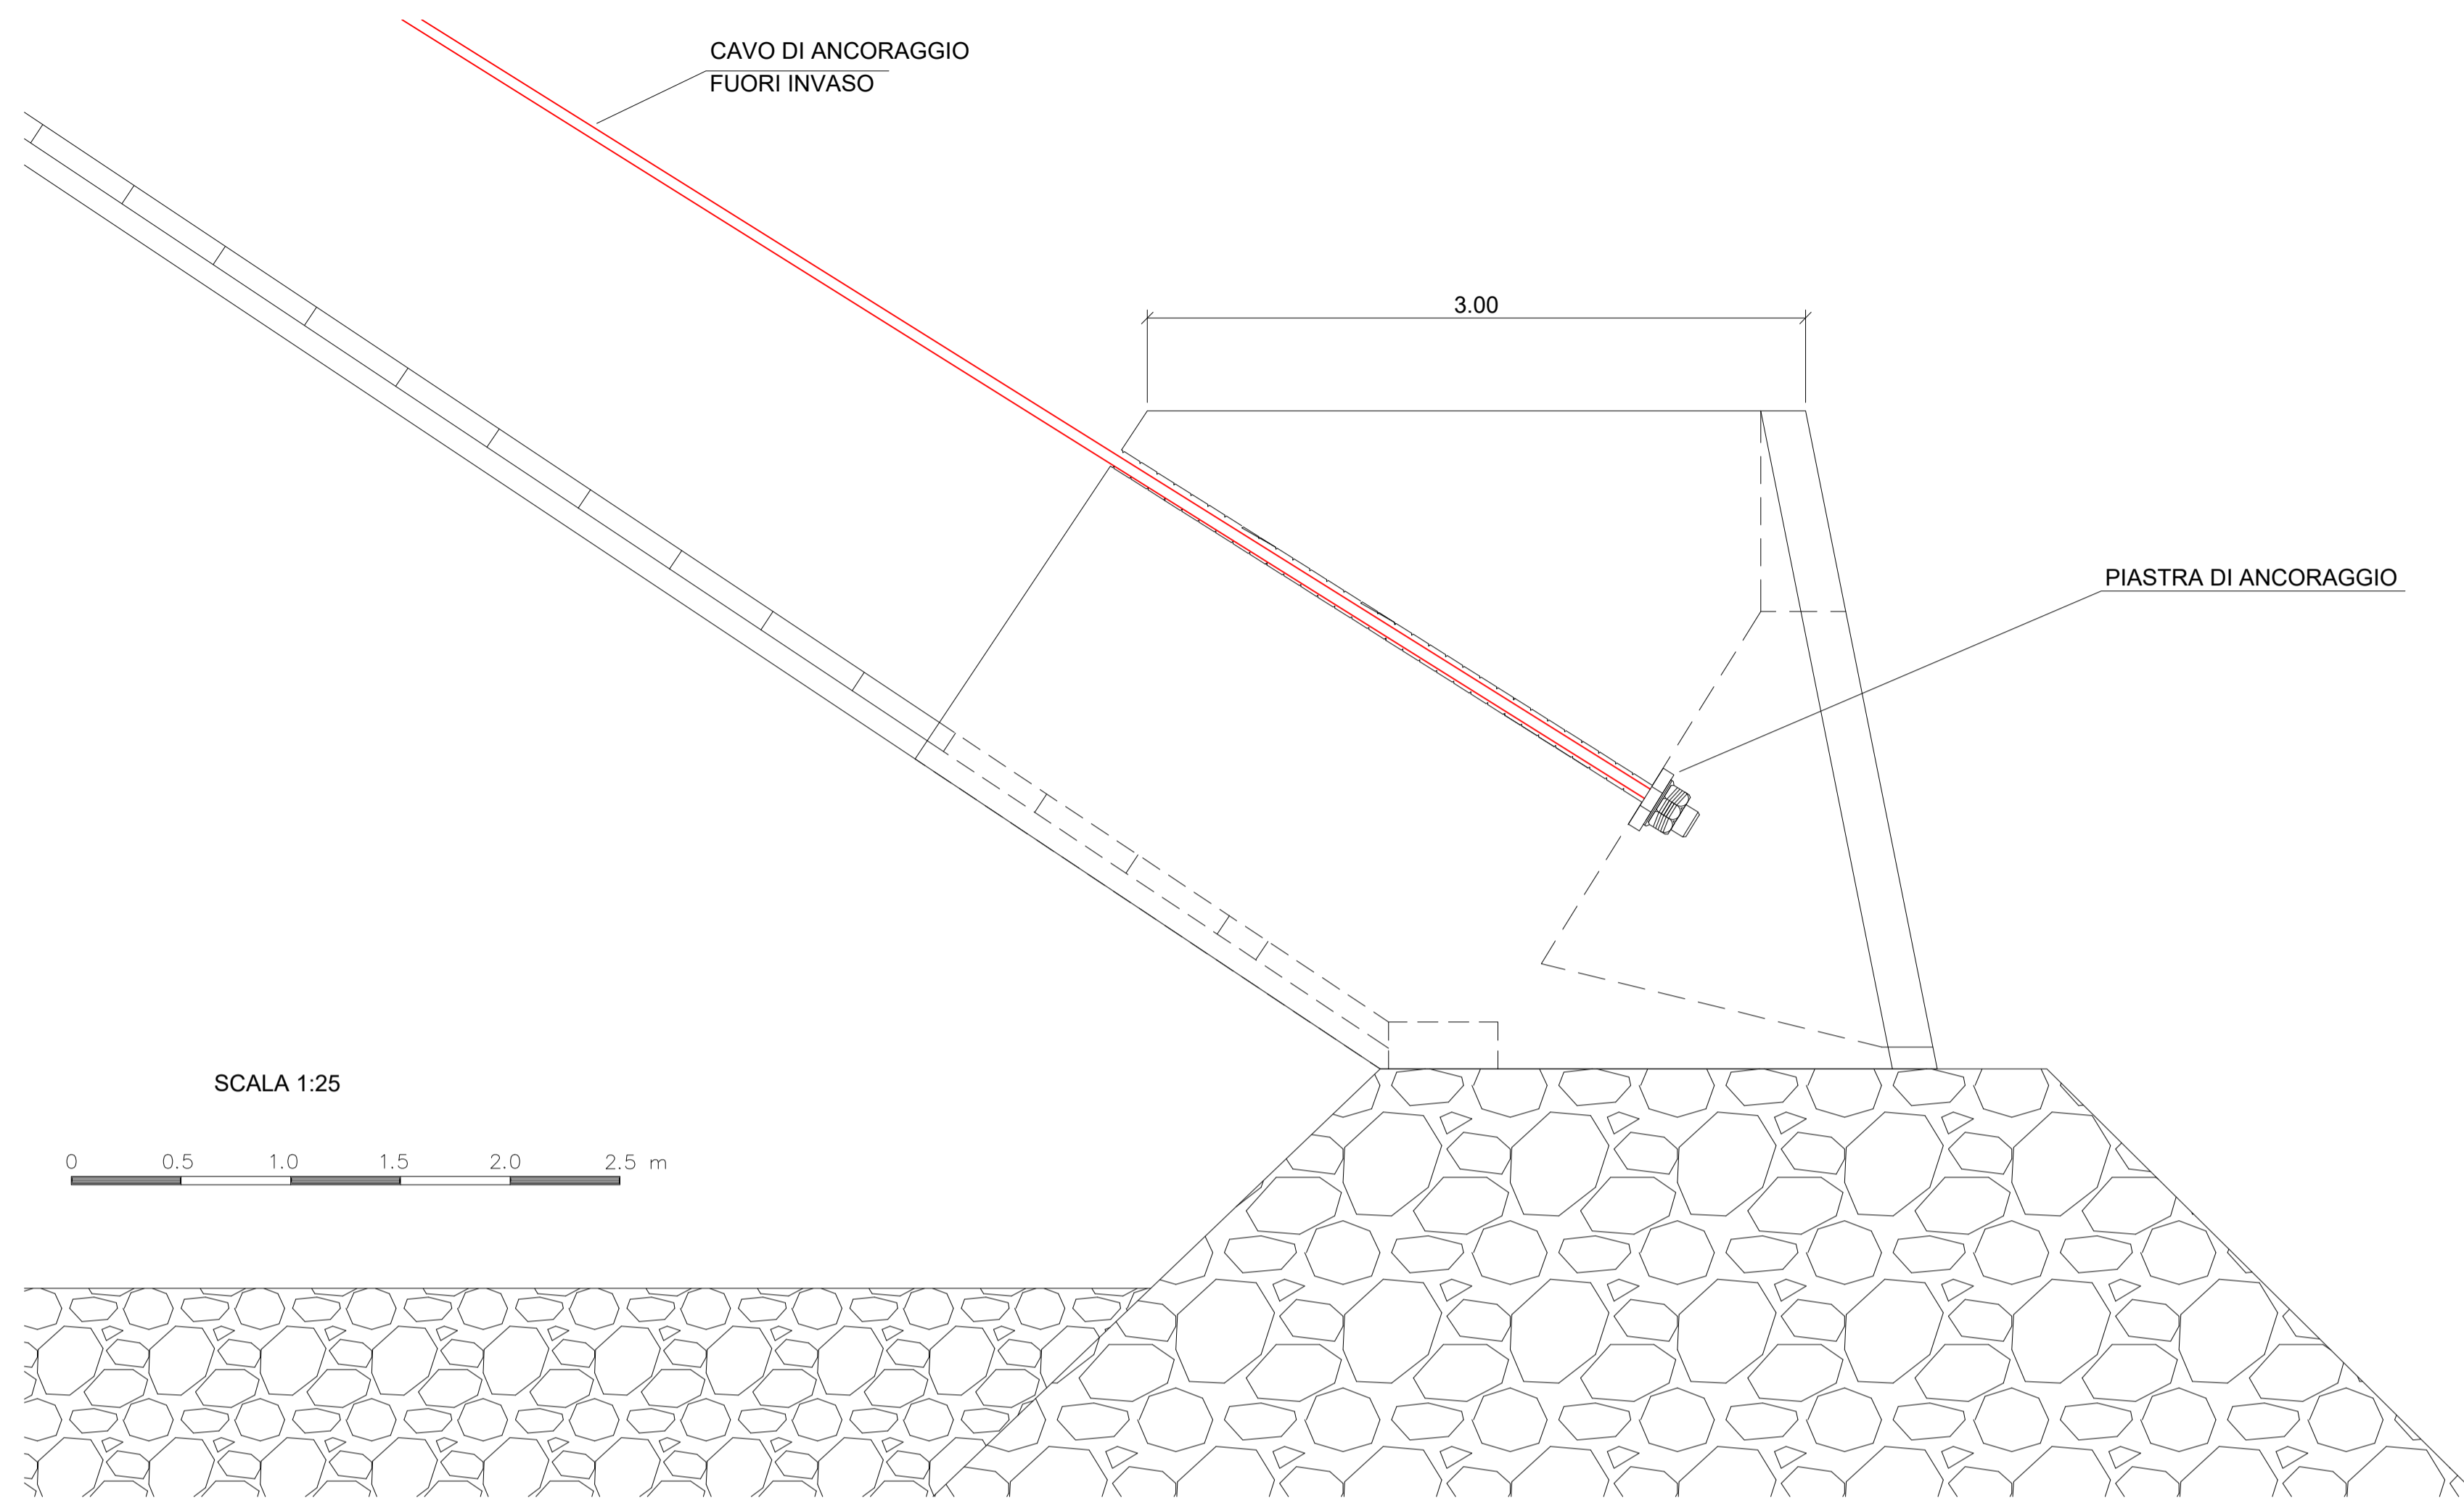 CAVO DI ANCORAGGIO
FUORI INVASO
3.00
PIASTRA DI ANCORAGGIO
SCALA 1:25
0 0.5 1.0 1.5 2.0 2.5 m